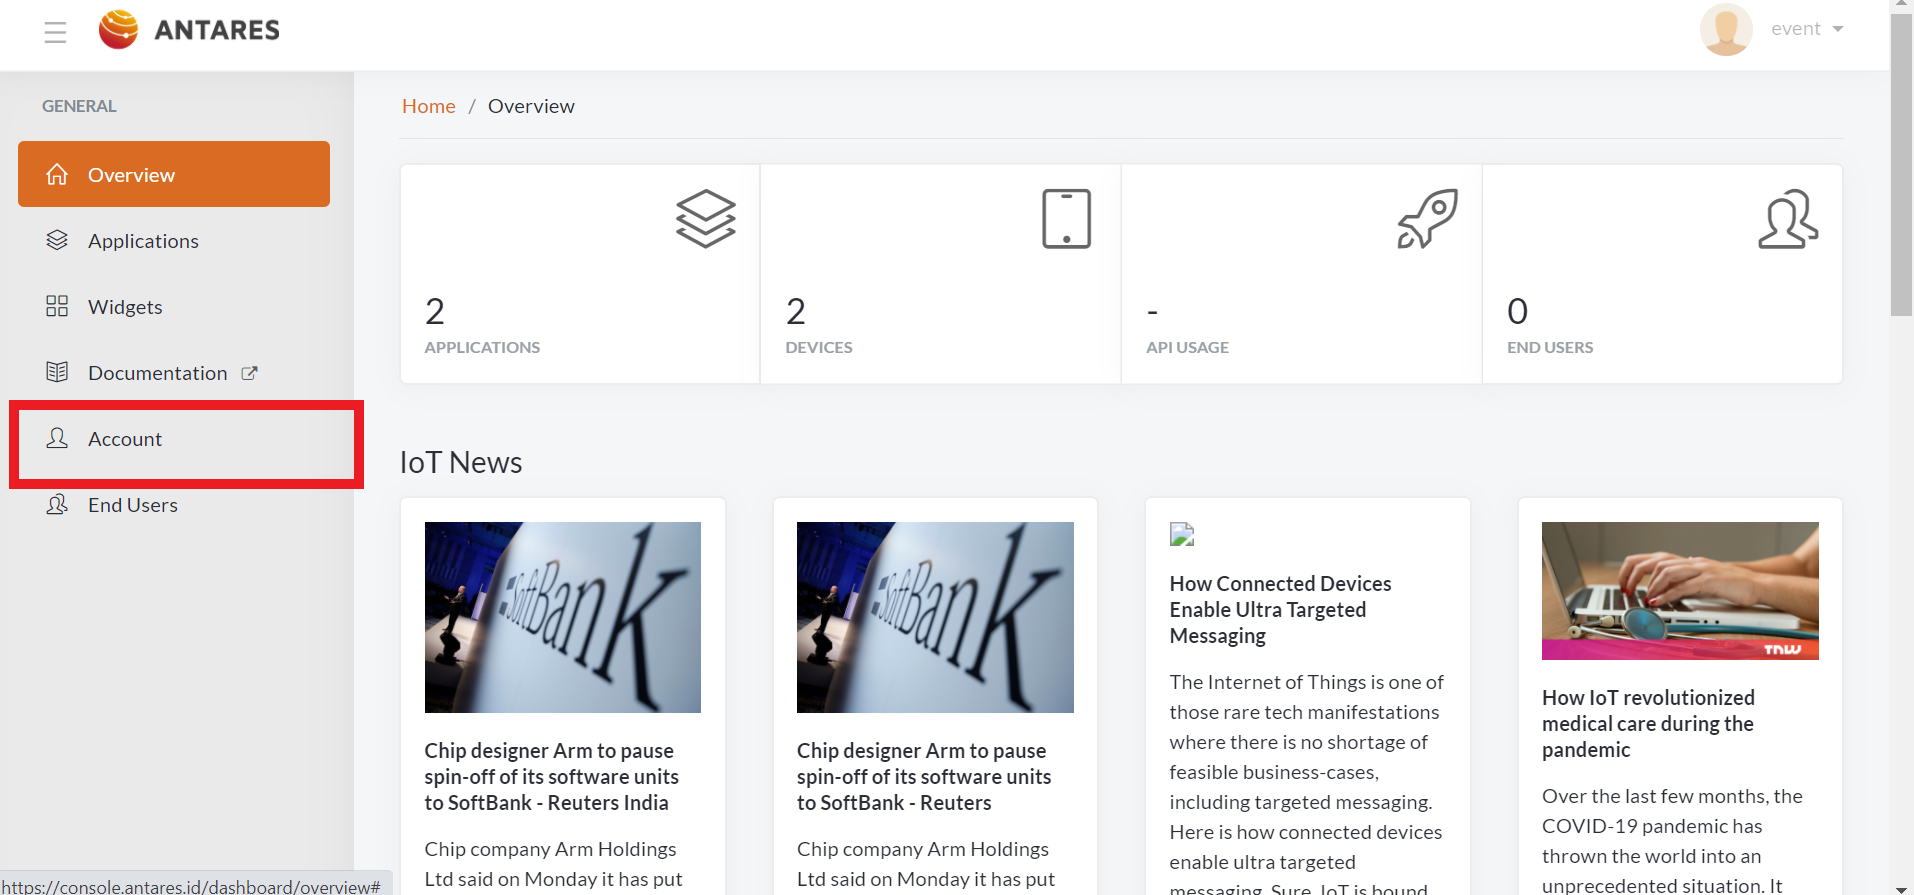 ANTARES
event
GENERAL
Overview
Applications
Widgets
Documentation
Account
End Users
Home / Overview
2
APPLICATIONS
2
DEVICES
-
API USAGE
0
END USERS
IoT News
SoftBank
Chip designer Arm to pause
spin-off of its software units
to SoftBank - Reuters India
Chip company Arm Holdings
Ltd said on Monday it has put
SoftBank
Chip designer Arm to pause
spin-off of its software units
to SoftBank - Reuters
Chip company Arm Holdings
Ltd said on Monday it has put
How Connected Devices
Enable Ultra Targeted
Messaging
The Internet of Things is one of
those rare tech manifestations
where there is no shortage of
feasible business-cases,
including targeted messaging.
Here is how connected devices
enable ultra targeted
messaging. Sure, IoT is bound
TNW
How IoT revolutionized
medical care during the
pandemic
Over the last few months, the
COVID-19 pandemic has
thrown the world into an
unprecedented situation. It
https://console.antares.id/dashboard/overview#